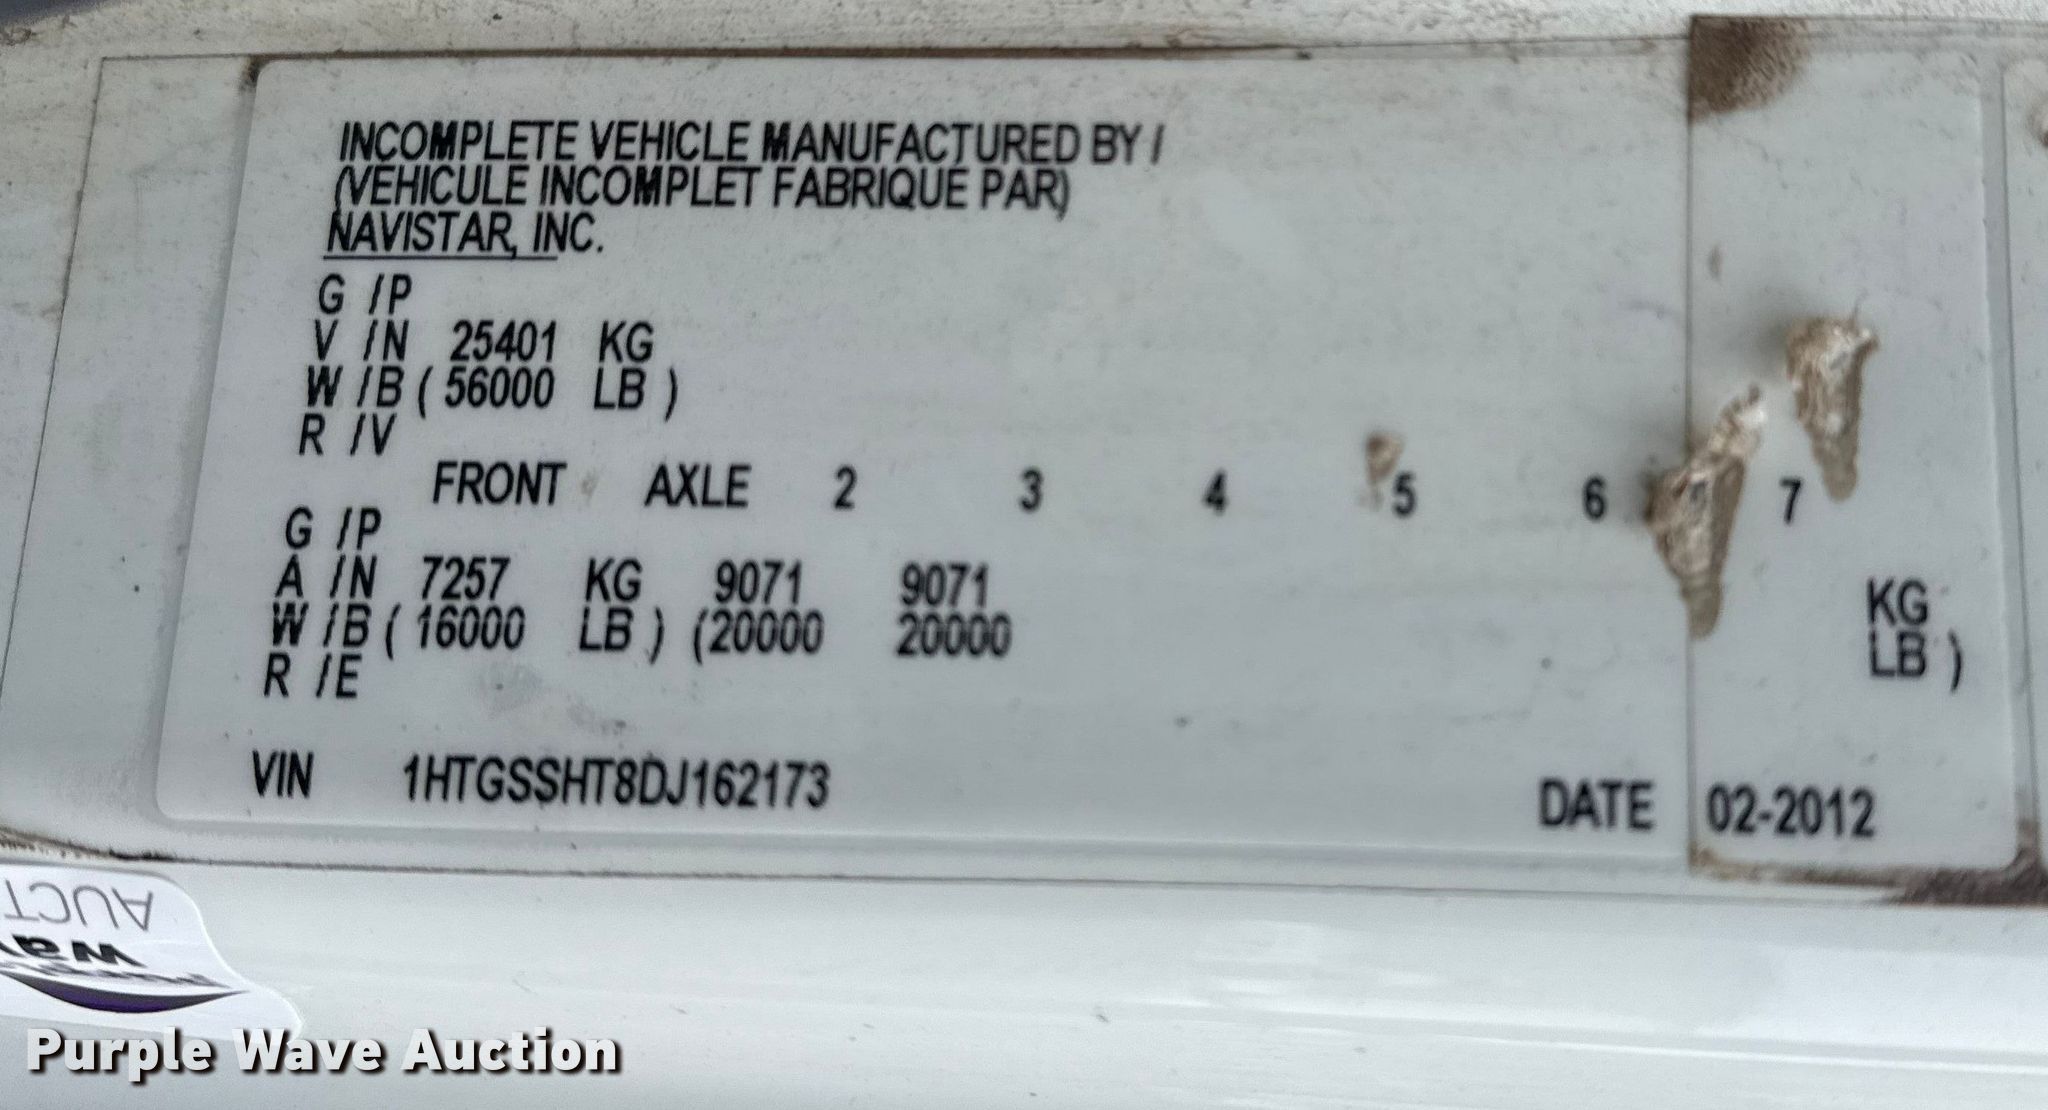 INCOMPLETE VEHICLE MANUFACTURED BY /
(VEHICULE INCOMPLET FABRIQUE PAR)
NAVISTAR, INC.
G /P
V /N 25401 KG
W /B ( 56000 LB )
R /V
FRONT AXLE 2 3 4 5 6 7
G /P
A /N 7257 KG 9071 9071 KG
W /B ( 16000 LB ) (20000 20000 LB )
R /E
VIN 1HTGSSHT8DJ162173 DATE 02-2012
AUCT
Purple Wave Auction